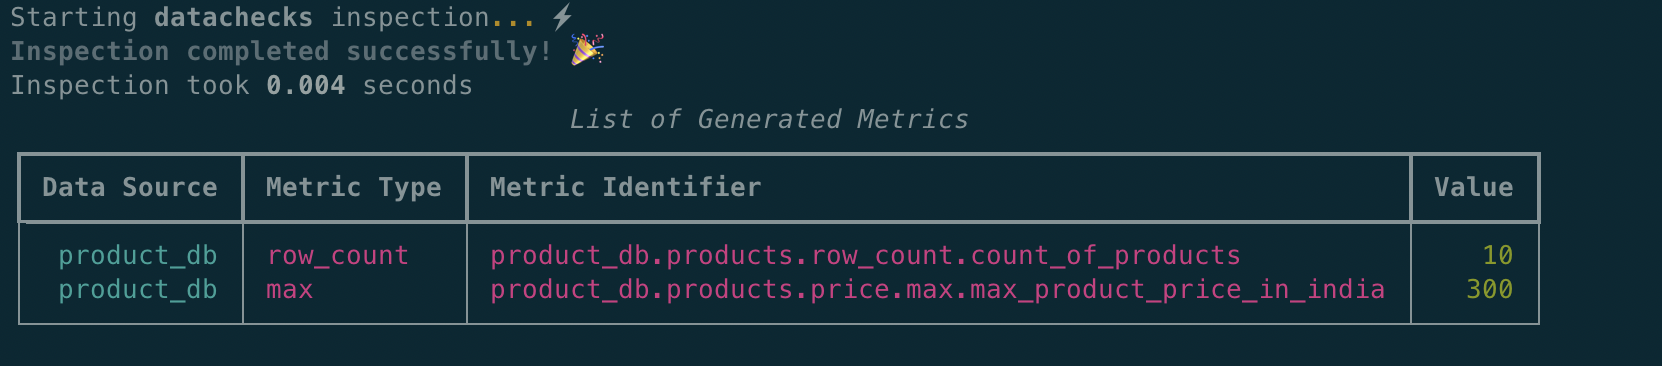 Starting datachecks inspection... ⚡
Inspection completed successfully! 🎉
Inspection took 0.004 seconds
List of Generated Metrics
Data Source Metric Type Metric Identifier Value
product_db row_count product_db.products.row_count.count_of_products 10
product_db max product_db.products.price.max.max_product_price_in_india 300